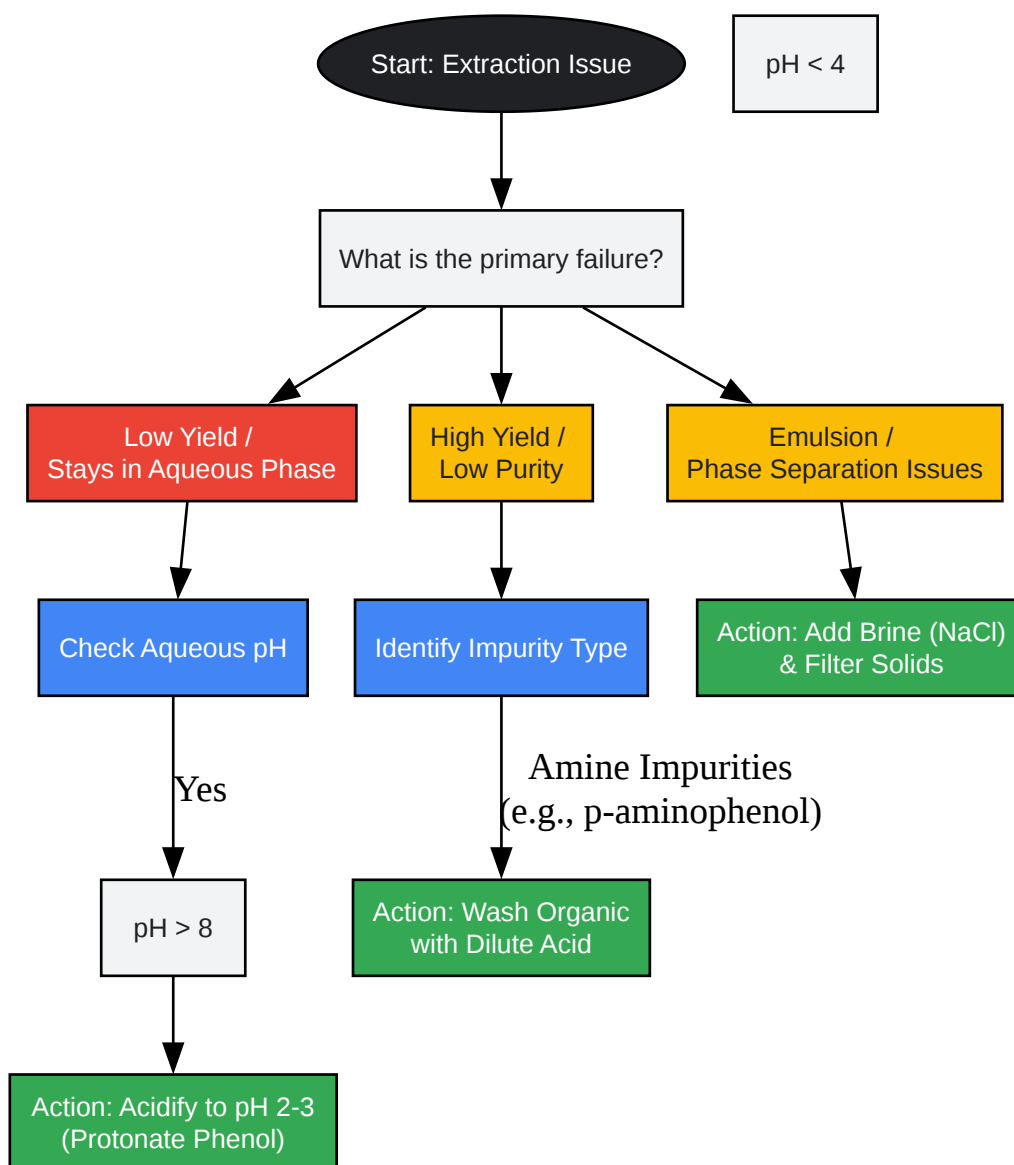 Start: Extraction Issue
pH < 4
What is the primary failure?
Low Yield /
Stays in Aqueous Phase
High Yield /
Low Purity
Emulsion /
Phase Separation Issues
Check Aqueous pH
Identify Impurity Type
Action: Add Brine (NaCl)
& Filter Solids
Yes
Amine Impurities
(e.g., p-aminophenol)
pH > 8
Action: Wash Organic
with Dilute Acid
Action: Acidify to pH 2-3
(Protonate Phenol)